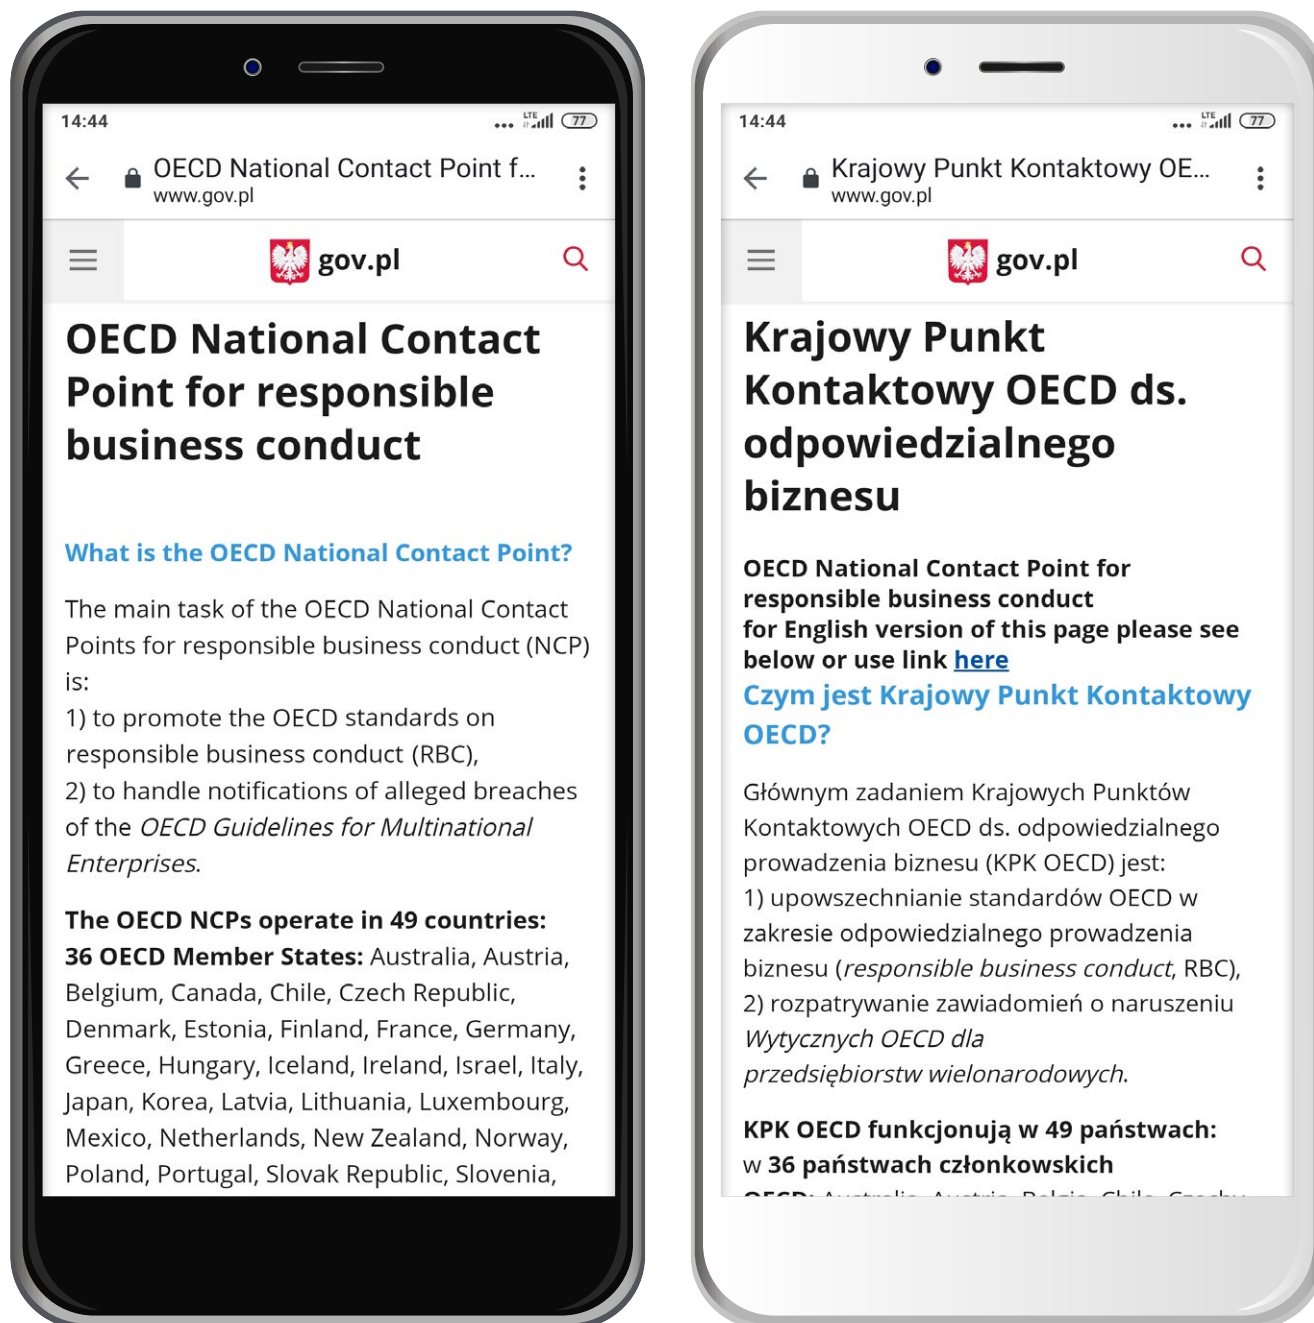 14:44
LTE
77
OECD National Contact Point f...
www.gov.pl
gov.pl
OECD National Contact
Point for responsible
business conduct
What is the OECD National Contact Point?
The main task of the OECD National Contact
Points for responsible business conduct (NCP)
is:
1) to promote the OECD standards on
responsible business conduct (RBC),
2) to handle notifications of alleged breaches
of the OECD Guidelines for Multinational
Enterprises.
The OECD NCPs operate in 49 countries:
36 OECD Member States: Australia, Austria,
Belgium, Canada, Chile, Czech Republic,
Denmark, Estonia, Finland, France, Germany,
Greece, Hungary, Iceland, Ireland, Israel, Italy,
Japan, Korea, Latvia, Lithuania, Luxembourg,
Mexico, Netherlands, New Zealand, Norway,
Poland, Portugal, Slovak Republic, Slovenia,
14:44
LTE
77
Krajowy Punkt Kontaktowy OE...
www.gov.pl
gov.pl
Krajowy Punkt
Kontaktowy OECD ds.
odpowiedzialnego
biznesu
OECD National Contact Point for
responsible business conduct
for English version of this page please see
below or use link here
Czym jest Krajowy Punkt Kontaktowy
OECD?
Głównym zadaniem Krajowych Punktów
Kontaktowych OECD ds. odpowiedzialnego
prowadzenia biznesu (KPK OECD) jest:
1) upowszechnianie standardów OECD w
zakresie odpowiedzialnego prowadzenia
biznesu (responsible business conduct, RBC),
2) rozpatrywanie zawiadomień o naruszeniu
Wytycznych OECD dla
przedsiębiorstw wielonarodowych.
KPK OECD funkcjonują w 49 państwach:
w 36 państwach członkowskich
OECD: Australia, Austria, Belgia, Chile, Czechy,